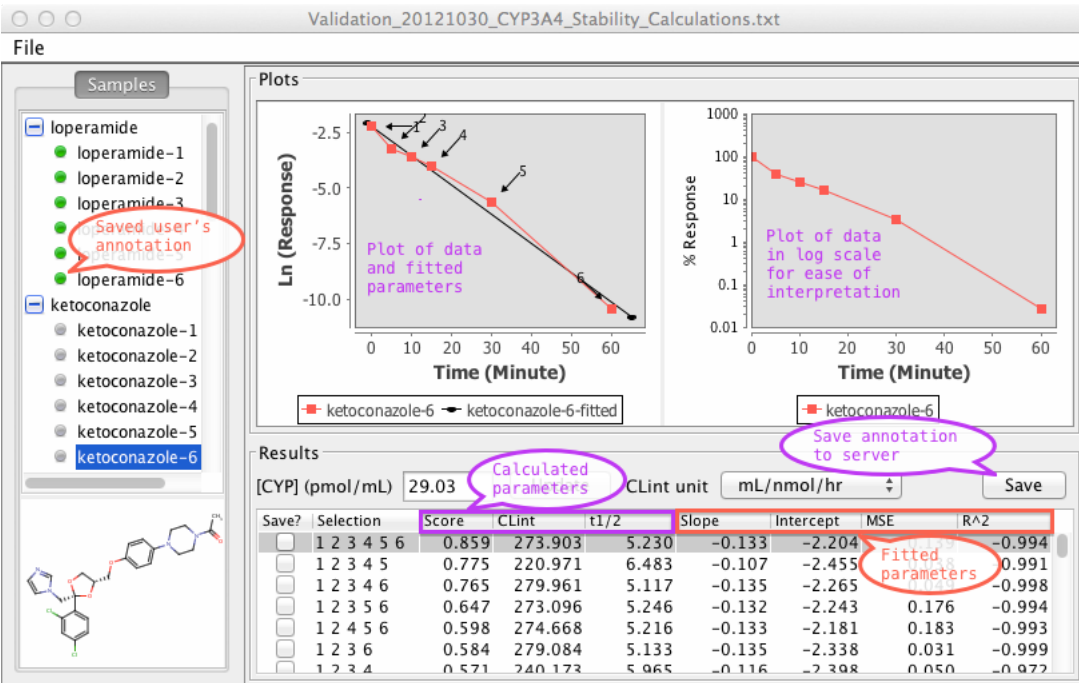 Validation_20121030_CYP3A4_Stability_Calculations.txt
File
Samples
loperamide
loperamide-1
loperamide-2
loperamide-3
Saved user's
annotation
loperamide-6
ketoconazole
ketoconazole-1
ketoconazole-2
ketoconazole-3
ketoconazole-4
ketoconazole-5
ketoconazole-6
N
N
O
O
O
N
N
O
CH3
Cl
Cl
Plots
Ln (Response)
-2.5
-5.0
-7.5
-10.0
1
2
3
4
5
6
Plot of data
and fitted
parameters
0 10 20 30 40 50 60
Time (Minute)
ketoconazole-6 ketoconazole-6-fitted
% Response
1000
100
10
1
0.1
0.01
Plot of data
in log scale
for ease of
interpretation
0 10 20 30 40 50 60
Time (Minute)
ketoconazole-6
Results
Calculated
parameters
Save annotation
to server
[CYP] (pmol/mL) 29.03 CLint unit mL/nmol/hr Save
Save? Selection Score CLint t1/2 Slope Intercept MSE R^2
1 2 3 4 5 6 0.859 273.903 5.230 -0.133 -2.204 -0.994
1 2 3 4 5 0.775 220.971 6.483 -0.107 -2.455 -0.991
1 2 3 4 6 0.765 279.961 5.117 -0.135 -2.265 -0.998
Fitted
parameters
1 2 3 5 6 0.647 273.096 5.246 -0.132 -2.243 0.176 -0.994
1 2 4 5 6 0.598 274.668 5.216 -0.133 -2.181 0.183 -0.993
1 2 3 6 0.584 279.084 5.133 -0.135 -2.338 0.031 -0.999
1 2 3 4 0.571 240.173 5.965 -0.116 -2.398 0.050 -0.972